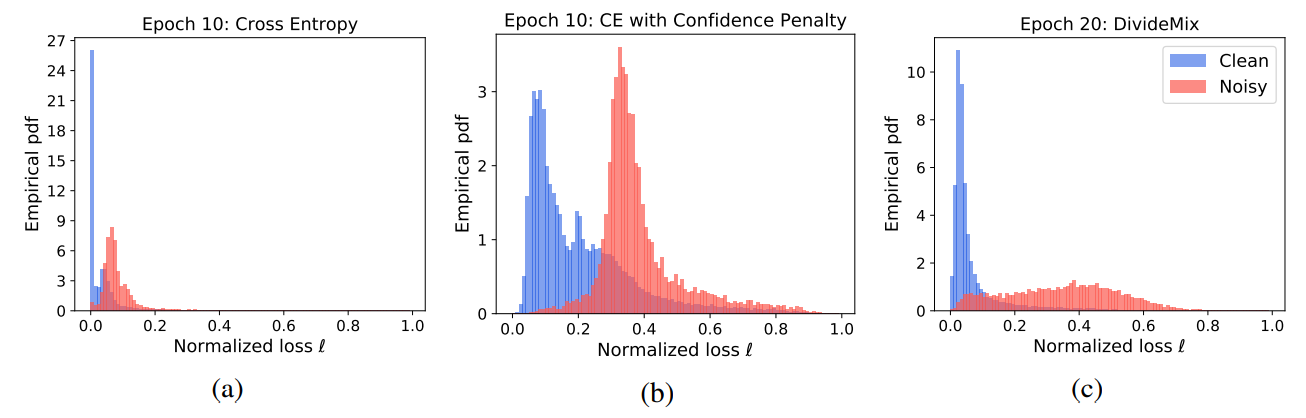 Epoch 10: Cross Entropy
27
24
21
18
15
12
9
6
3
0
Empirical pdf
0.0 0.2 0.4 0.6 0.8 1.0
Normalized loss ℓ
(a)
Epoch 10: CE with Confidence Penalty
3
2
1
0
Empirical pdf
0.0 0.2 0.4 0.6 0.8 1.0
Normalized loss ℓ
(b)
Epoch 20: DivideMix
Clean
Noisy
10
8
6
4
2
0
Empirical pdf
0.0 0.2 0.4 0.6 0.8 1.0
Normalized loss ℓ
(c)